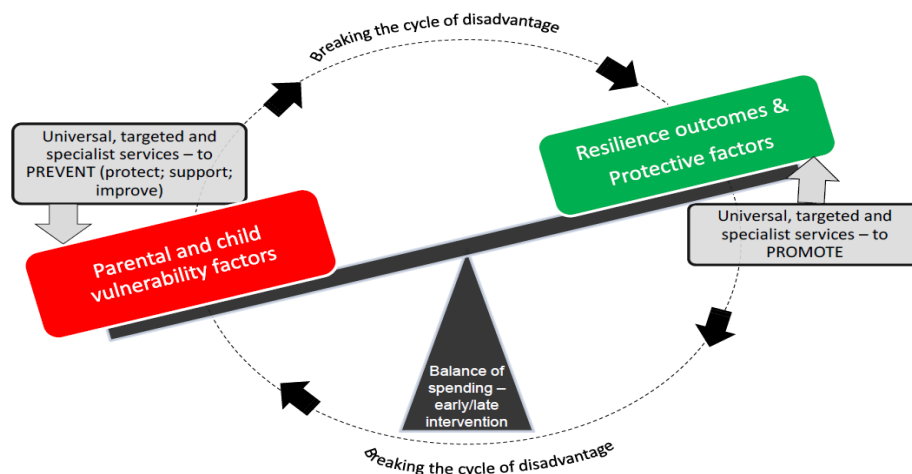 Breaking the cycle of disadvantage
Universal, targeted and
specialist services – to
PREVENT (protect; support;
improve)
Resilience outcomes &
Protective factors
Parental and child
vulnerability factors
Universal, targeted and
specialist services – to
PROMOTE
Balance of
spending –
early/late
intervention
Breaking the cycle of disadvantage